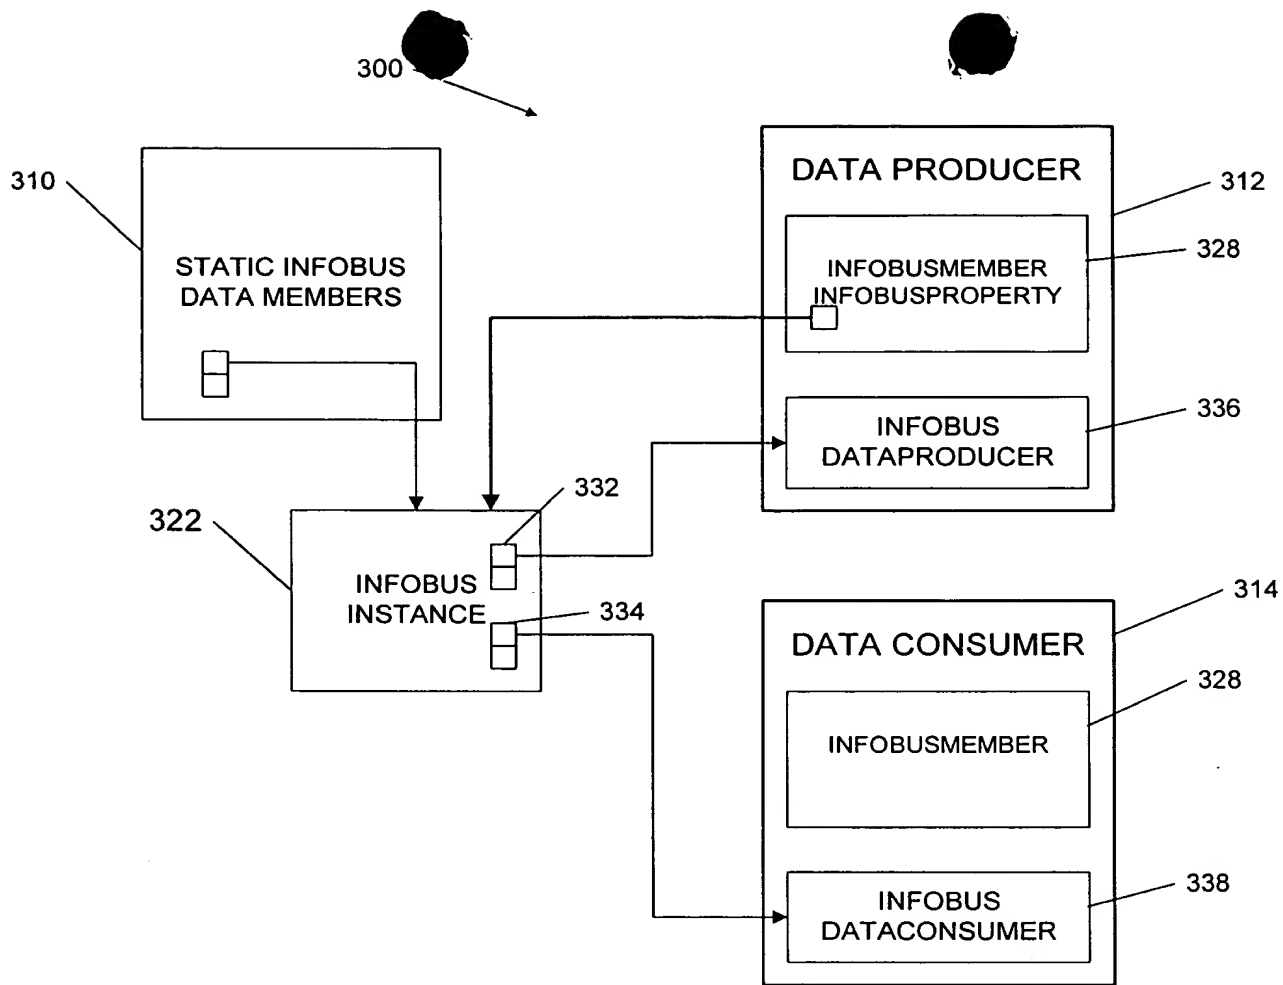 300
DATA PRODUCER
310
312
STATIC INFOBUS
DATA MEMBERS
328
INFOBUSMEMBER
INFOBUSPROPERTY
336
INFOBUS
DATAPRODUCER
332
322
INFOBUS
INSTANCE
334
314
DATA CONSUMER
328
INFOBUSMEMBER
338
INFOBUS
DATACONSUMER